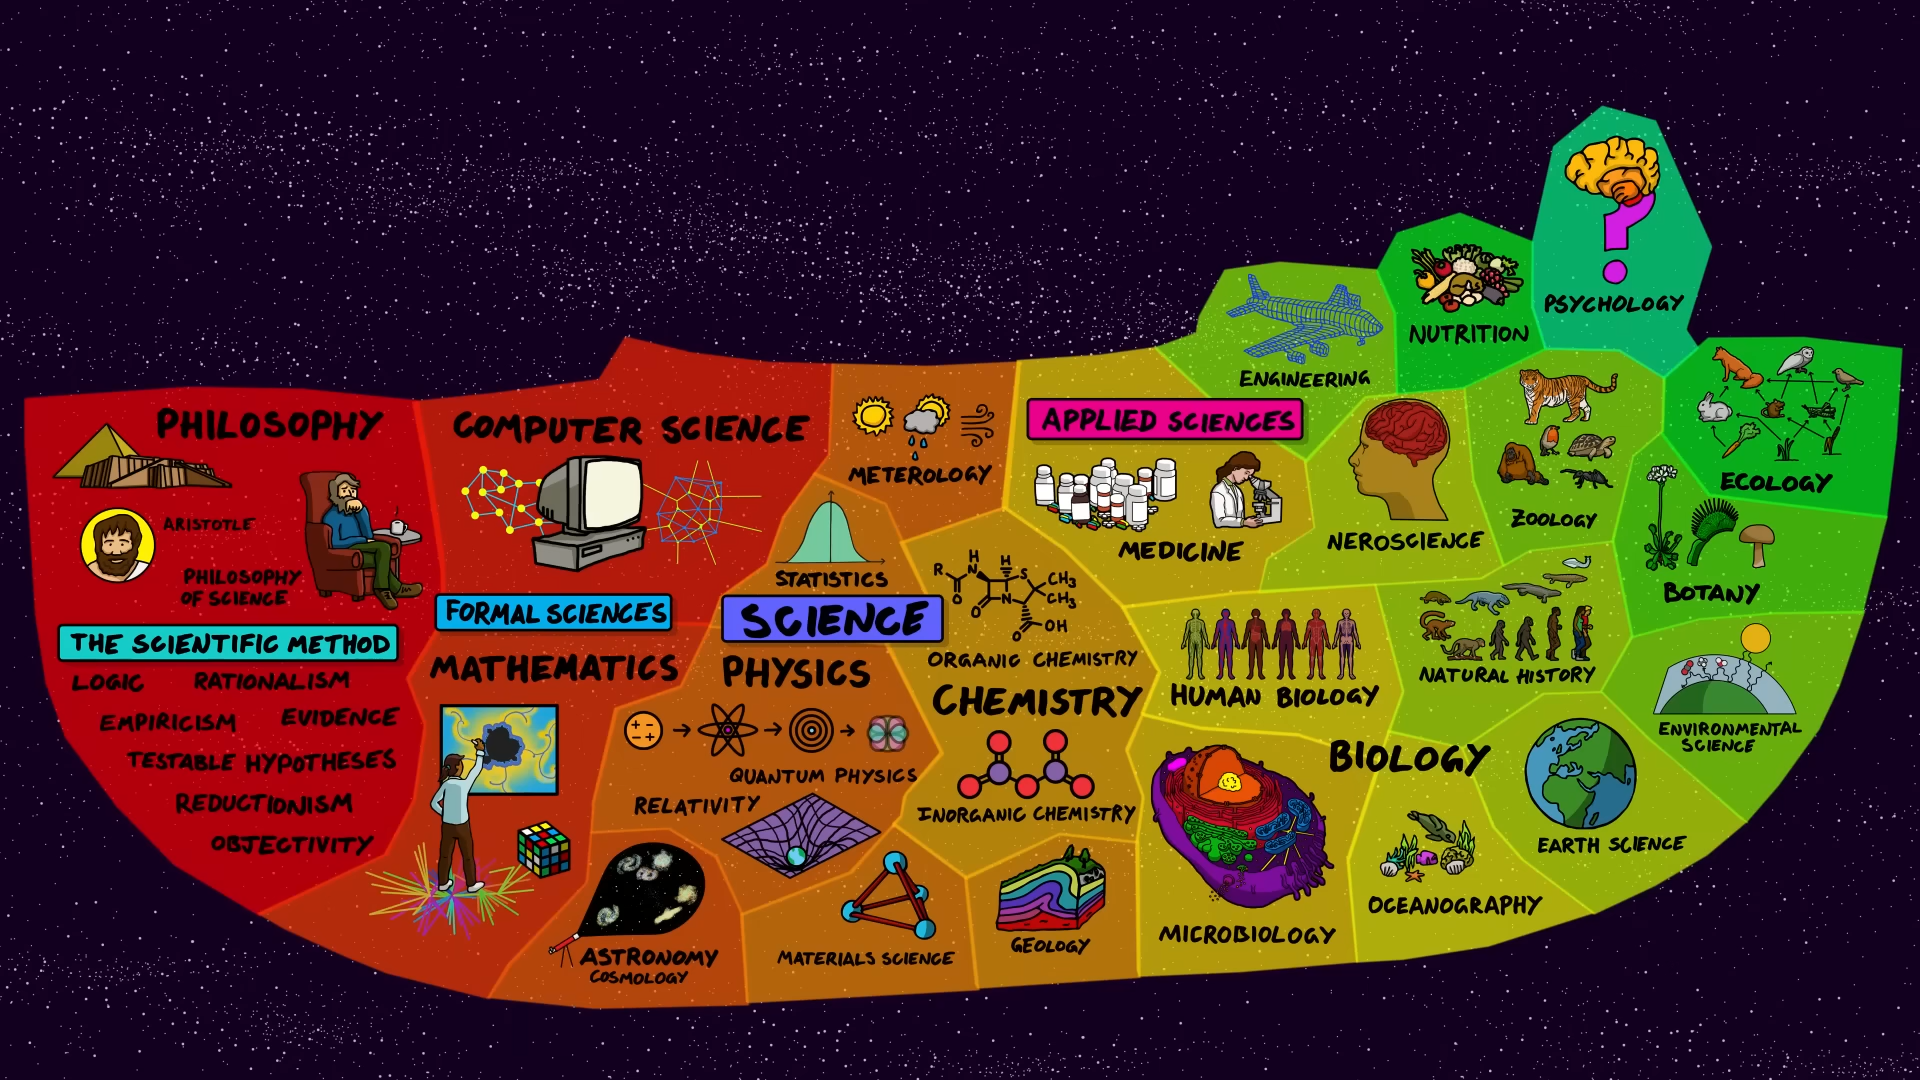 PHILOSOPHY
ARISTOTLE
PHILOSOPHY
OF SCIENCE
THE SCIENTIFIC METHOD
LOGIC
RATIONALISM
EMPIRICISM
EVIDENCE
TESTABLE HYPOTHESES
REDUCTIONISM
OBJECTIVITY
COMPUTER SCIENCE
FORMAL SCIENCES
MATHEMATICS
METEROLOGY
STATISTICS
SCIENCE
PHYSICS
+ -
- +
QUANTUM PHYSICS
RELATIVITY
ASTRONOMY
COSMOLOGY
MATERIALS SCIENCE
GEOLOGY
R
H
N
H
S
CH3
CH3
O
O
N
O
OH
ORGANIC CHEMISTRY
CHEMISTRY
INORGANIC CHEMISTRY
APPLIED SCIENCES
MEDICINE
ENGINEERING
NUTRITION
PSYCHOLOGY
?
NEROSCIENCE
ZOOLOGY
ECOLOGY
BOTANY
HUMAN BIOLOGY
NATURAL HISTORY
ENVIRONMENTAL
SCIENCE
BIOLOGY
MICROBIOLOGY
OCEANOGRAPHY
EARTH SCIENCE